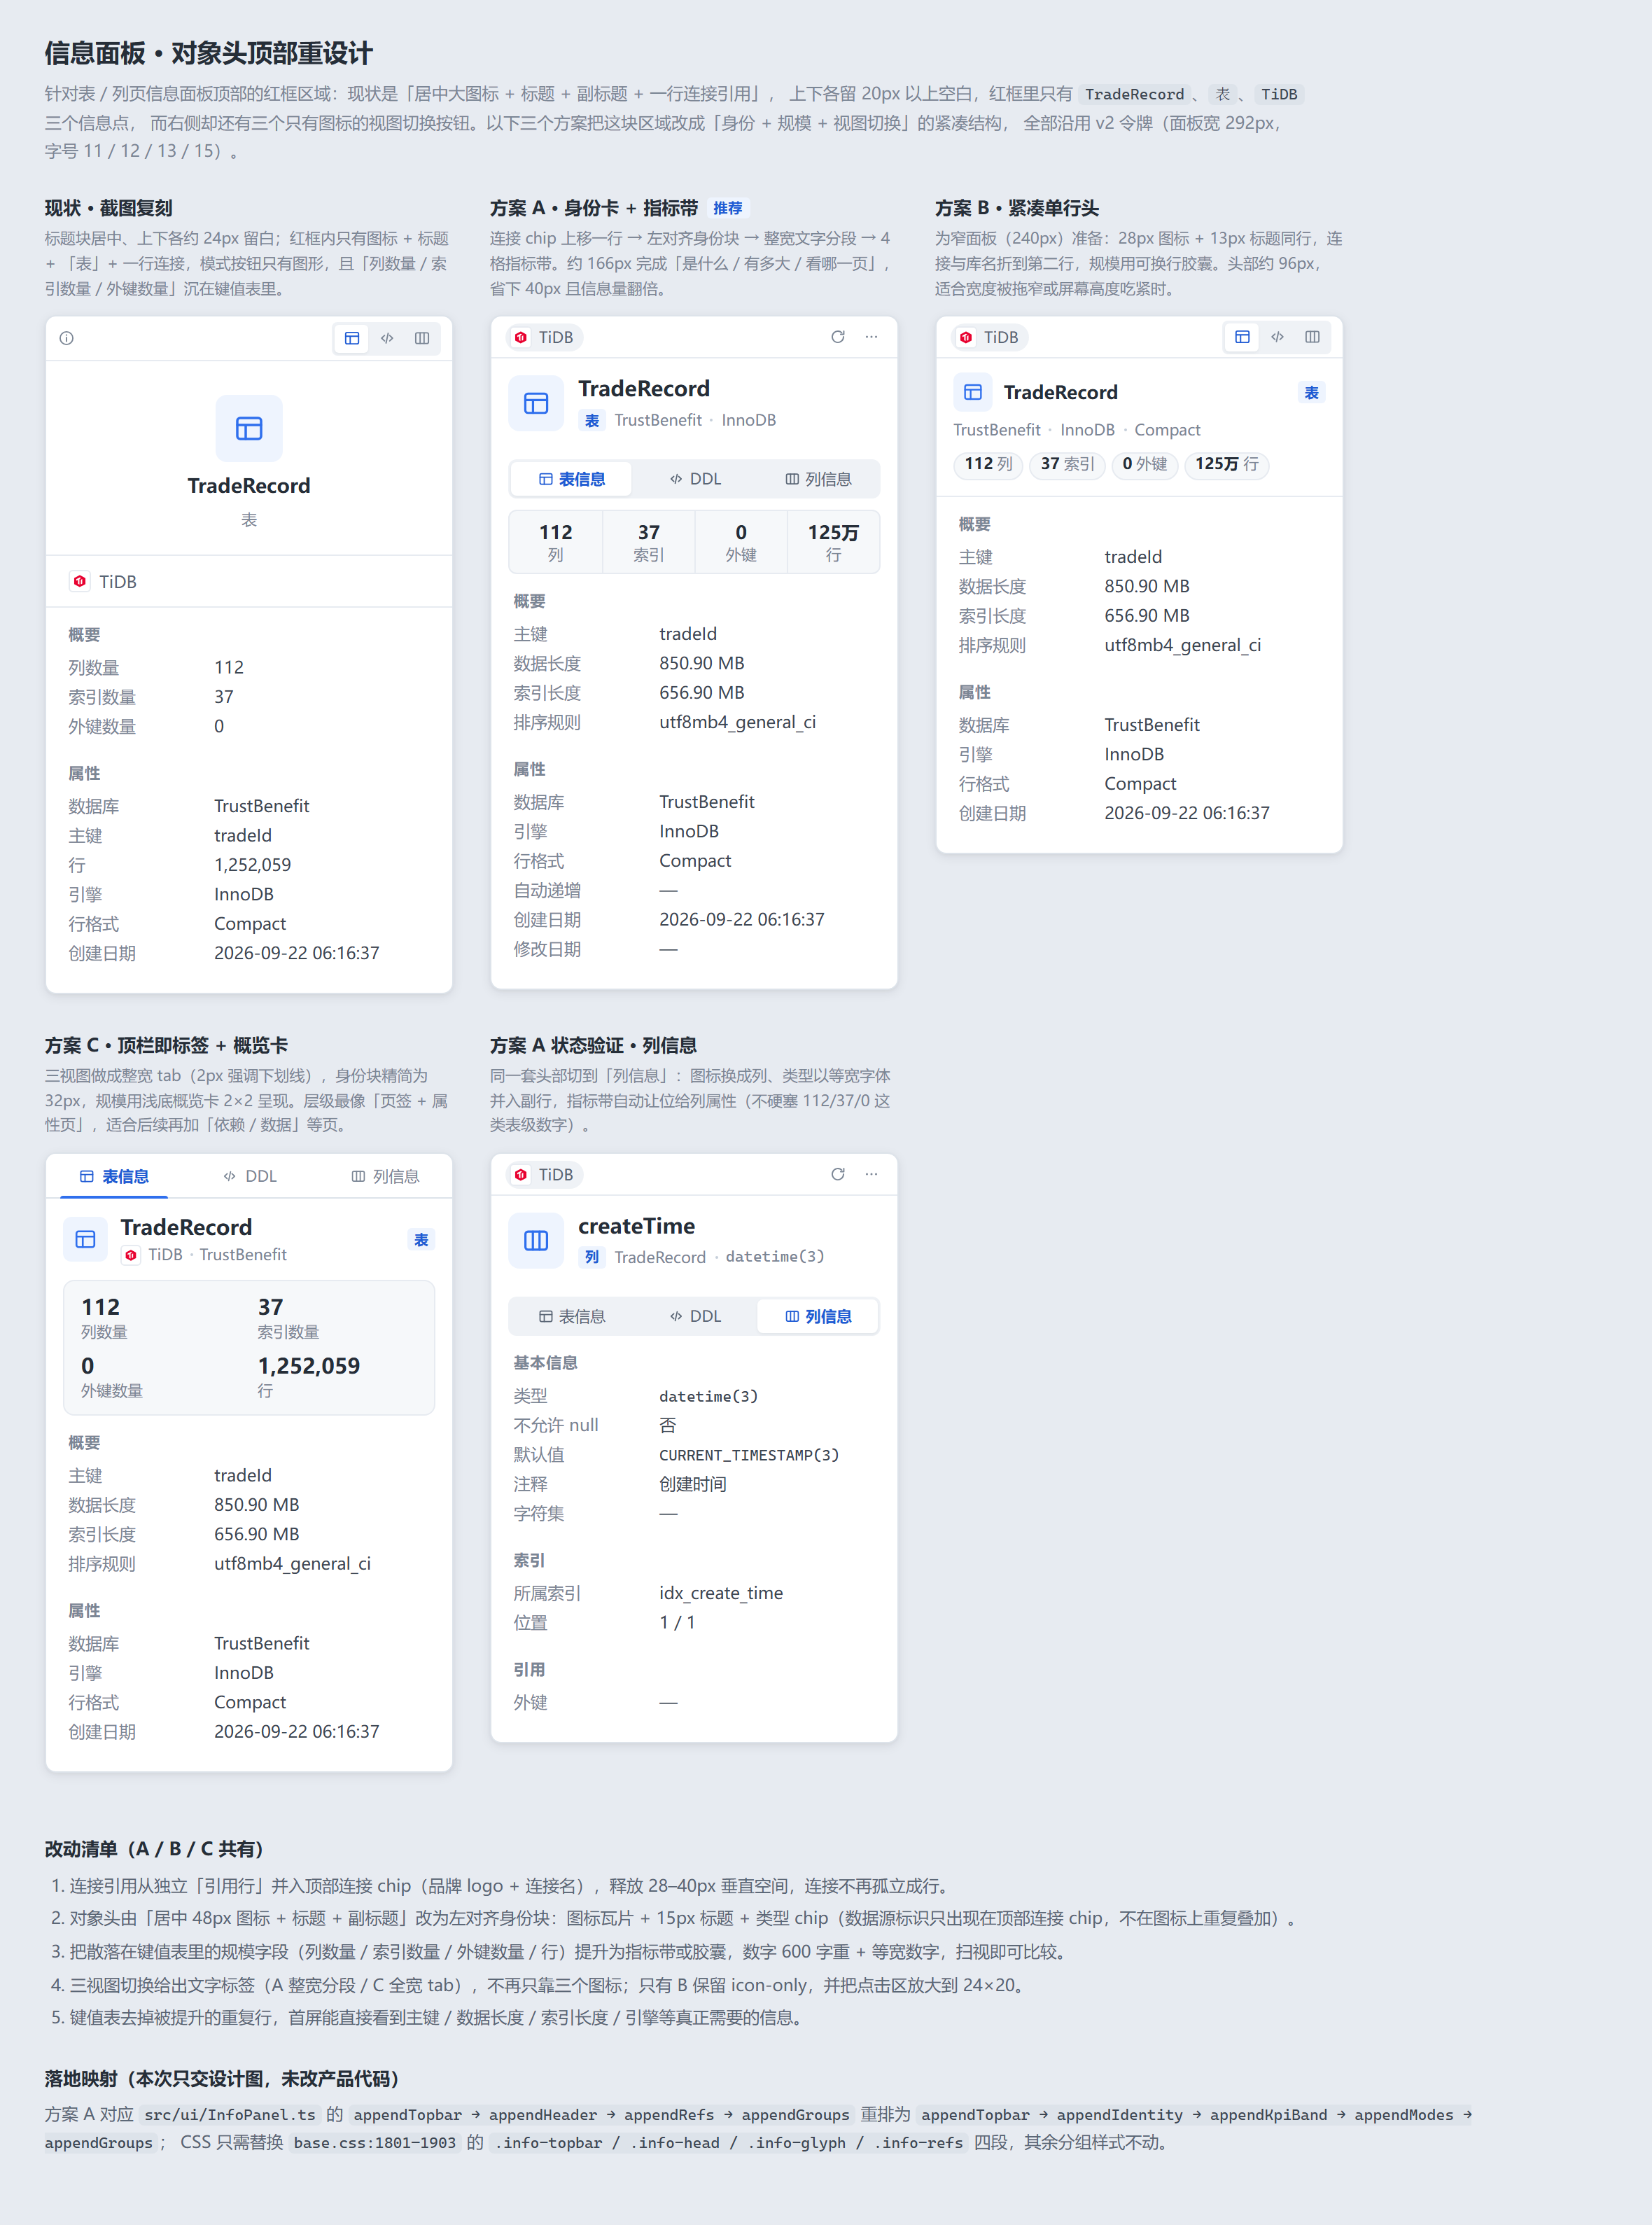 信息面板 • 对象头顶部重设计
针对表 / 列页信息面板顶部的红框区域：现状是「居中大图标 + 标题 + 副标题 + 一行连接引用」， 上下各留 20px 以上空白，红框里只有 TradeRecord、表、TiDB
三个信息点， 而右侧却还有三个只有图标的视图切换按钮。以下三个方案把这块区域改成「身份 + 规模 + 视图切换」的紧凑结构， 全部沿用 v2 令牌（面板宽 292px，
字号 11 / 12 / 13 / 15）。
现状 • 截图复刻
标题块居中、上下各约 24px 留白；红框内只有图标 + 标题
+ 「表」+ 一行连接，模式按钮只有图形，且「列数量 / 索
引数量 / 外键数量」沉在键值表里。
TradeRecord
表
TiDB
概要
列数量 112
索引数量 37
外键数量 0
属性
数据库 TrustBenefit
主键 tradeId
行 1,252,059
引擎 InnoDB
行格式 Compact
创建日期 2026-09-22 06:16:37
方案 A • 身份卡 + 指标带 推荐
连接 chip 上移一行 → 左对齐身份块 → 整宽文字分段 → 4
格指标带。约 166px 完成「是什么 / 有多大 / 看哪一页」，
省下 40px 且信息量翻倍。
TiDB ···
TradeRecord
表 TrustBenefit · InnoDB
表信息 DDL 列信息
112 37 0 125万
列 索引 外键 行
概要
主键 tradeId
数据长度 850.90 MB
索引长度 656.90 MB
排序规则 utf8mb4_general_ci
属性
数据库 TrustBenefit
引擎 InnoDB
行格式 Compact
自动递增 —
创建日期 2026-09-22 06:16:37
修改日期 —
方案 B • 紧凑单行头
为窄面板（240px）准备：28px 图标 + 13px 标题同行，连
接与库名折到第二行，规模用可换行胶囊。头部约 96px，
适合宽度被拖窄或屏幕高度吃紧时。
TiDB
TradeRecord 表
TrustBenefit · InnoDB · Compact
112 列 37 索引 0 外键 125万 行
概要
主键 tradeId
数据长度 850.90 MB
索引长度 656.90 MB
排序规则 utf8mb4_general_ci
属性
数据库 TrustBenefit
引擎 InnoDB
行格式 Compact
创建日期 2026-09-22 06:16:37
方案 C • 顶栏即标签 + 概览卡
三视图做成整宽 tab（2px 强调下划线），身份块精简为
32px，规模用浅底概览卡 2×2 呈现。层级最像「页签 + 属
性页」，适合后续再加「依赖 / 数据」等页。
表信息 DDL 列信息
TradeRecord
TiDB · TrustBenefit 表
112 37
列数量 索引数量
0 1,252,059
外键数量 行
概要
主键 tradeId
数据长度 850.90 MB
索引长度 656.90 MB
排序规则 utf8mb4_general_ci
属性
数据库 TrustBenefit
引擎 InnoDB
行格式 Compact
创建日期 2026-09-22 06:16:37
方案 A 状态验证 • 列信息
同一套头部切到「列信息」：图标换成列、类型以等宽字体
并入副行，指标带自动让位给列属性（不硬塞 112/37/0 这
类表级数字）。
TiDB ···
createTime
列 TradeRecord · datetime(3)
表信息 DDL 列信息
基本信息
类型 datetime(3)
不允许 null 否
默认值 CURRENT_TIMESTAMP(3)
注释 创建时间
字符集 —
索引
所属索引 idx_create_time
位置 1 / 1
引用
外键 —
改动清单（A / B / C 共有）
1. 连接引用从独立「引用行」并入顶部连接 chip（品牌 logo + 连接名），释放 28–40px 垂直空间，连接不再孤立成行。
2. 对象头由「居中 48px 图标 + 标题 + 副标题」改为左对齐身份块：图标瓦片 + 15px 标题 + 类型 chip（数据源标识只出现在顶部连接 chip，不在图标上重复叠加）。
3. 把散落在键值表里的规模字段（列数量 / 索引数量 / 外键数量 / 行）提升为指标带或胶囊，数字 600 字重 + 等宽数字，扫视即可比较。
4. 三视图切换给出文字标签（A 整宽分段 / C 全宽 tab），不再只靠三个图标；只有 B 保留 icon-only，并把点击区放大到 24×20。
5. 键值表去掉被提升的重复行，首屏能直接看到主键 / 数据长度 / 索引长度 / 引擎等真正需要的信息。
落地映射（本次只交设计图，未改产品代码）
方案 A 对应 src/ui/InfoPanel.ts 的 appendTopbar → appendHeader → appendRefs → appendGroups 重排为 appendTopbar → appendIdentity → appendKpiBand → appendModes →
appendGroups； CSS 只需替换 base.css:1801–1903 的 .info-topbar / .info-head / .info-glyph / .info-refs 四段，其余分组样式不动。